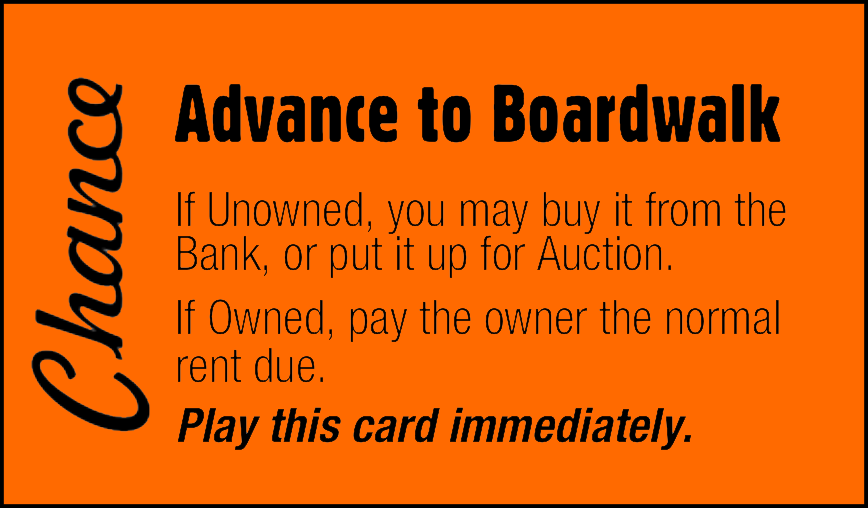 Chance
Advance to Boardwalk
If Unowned, you may buy it from the
Bank, or put it up for Auction.
If Owned, pay the owner the normal
rent due.
Play this card immediately.